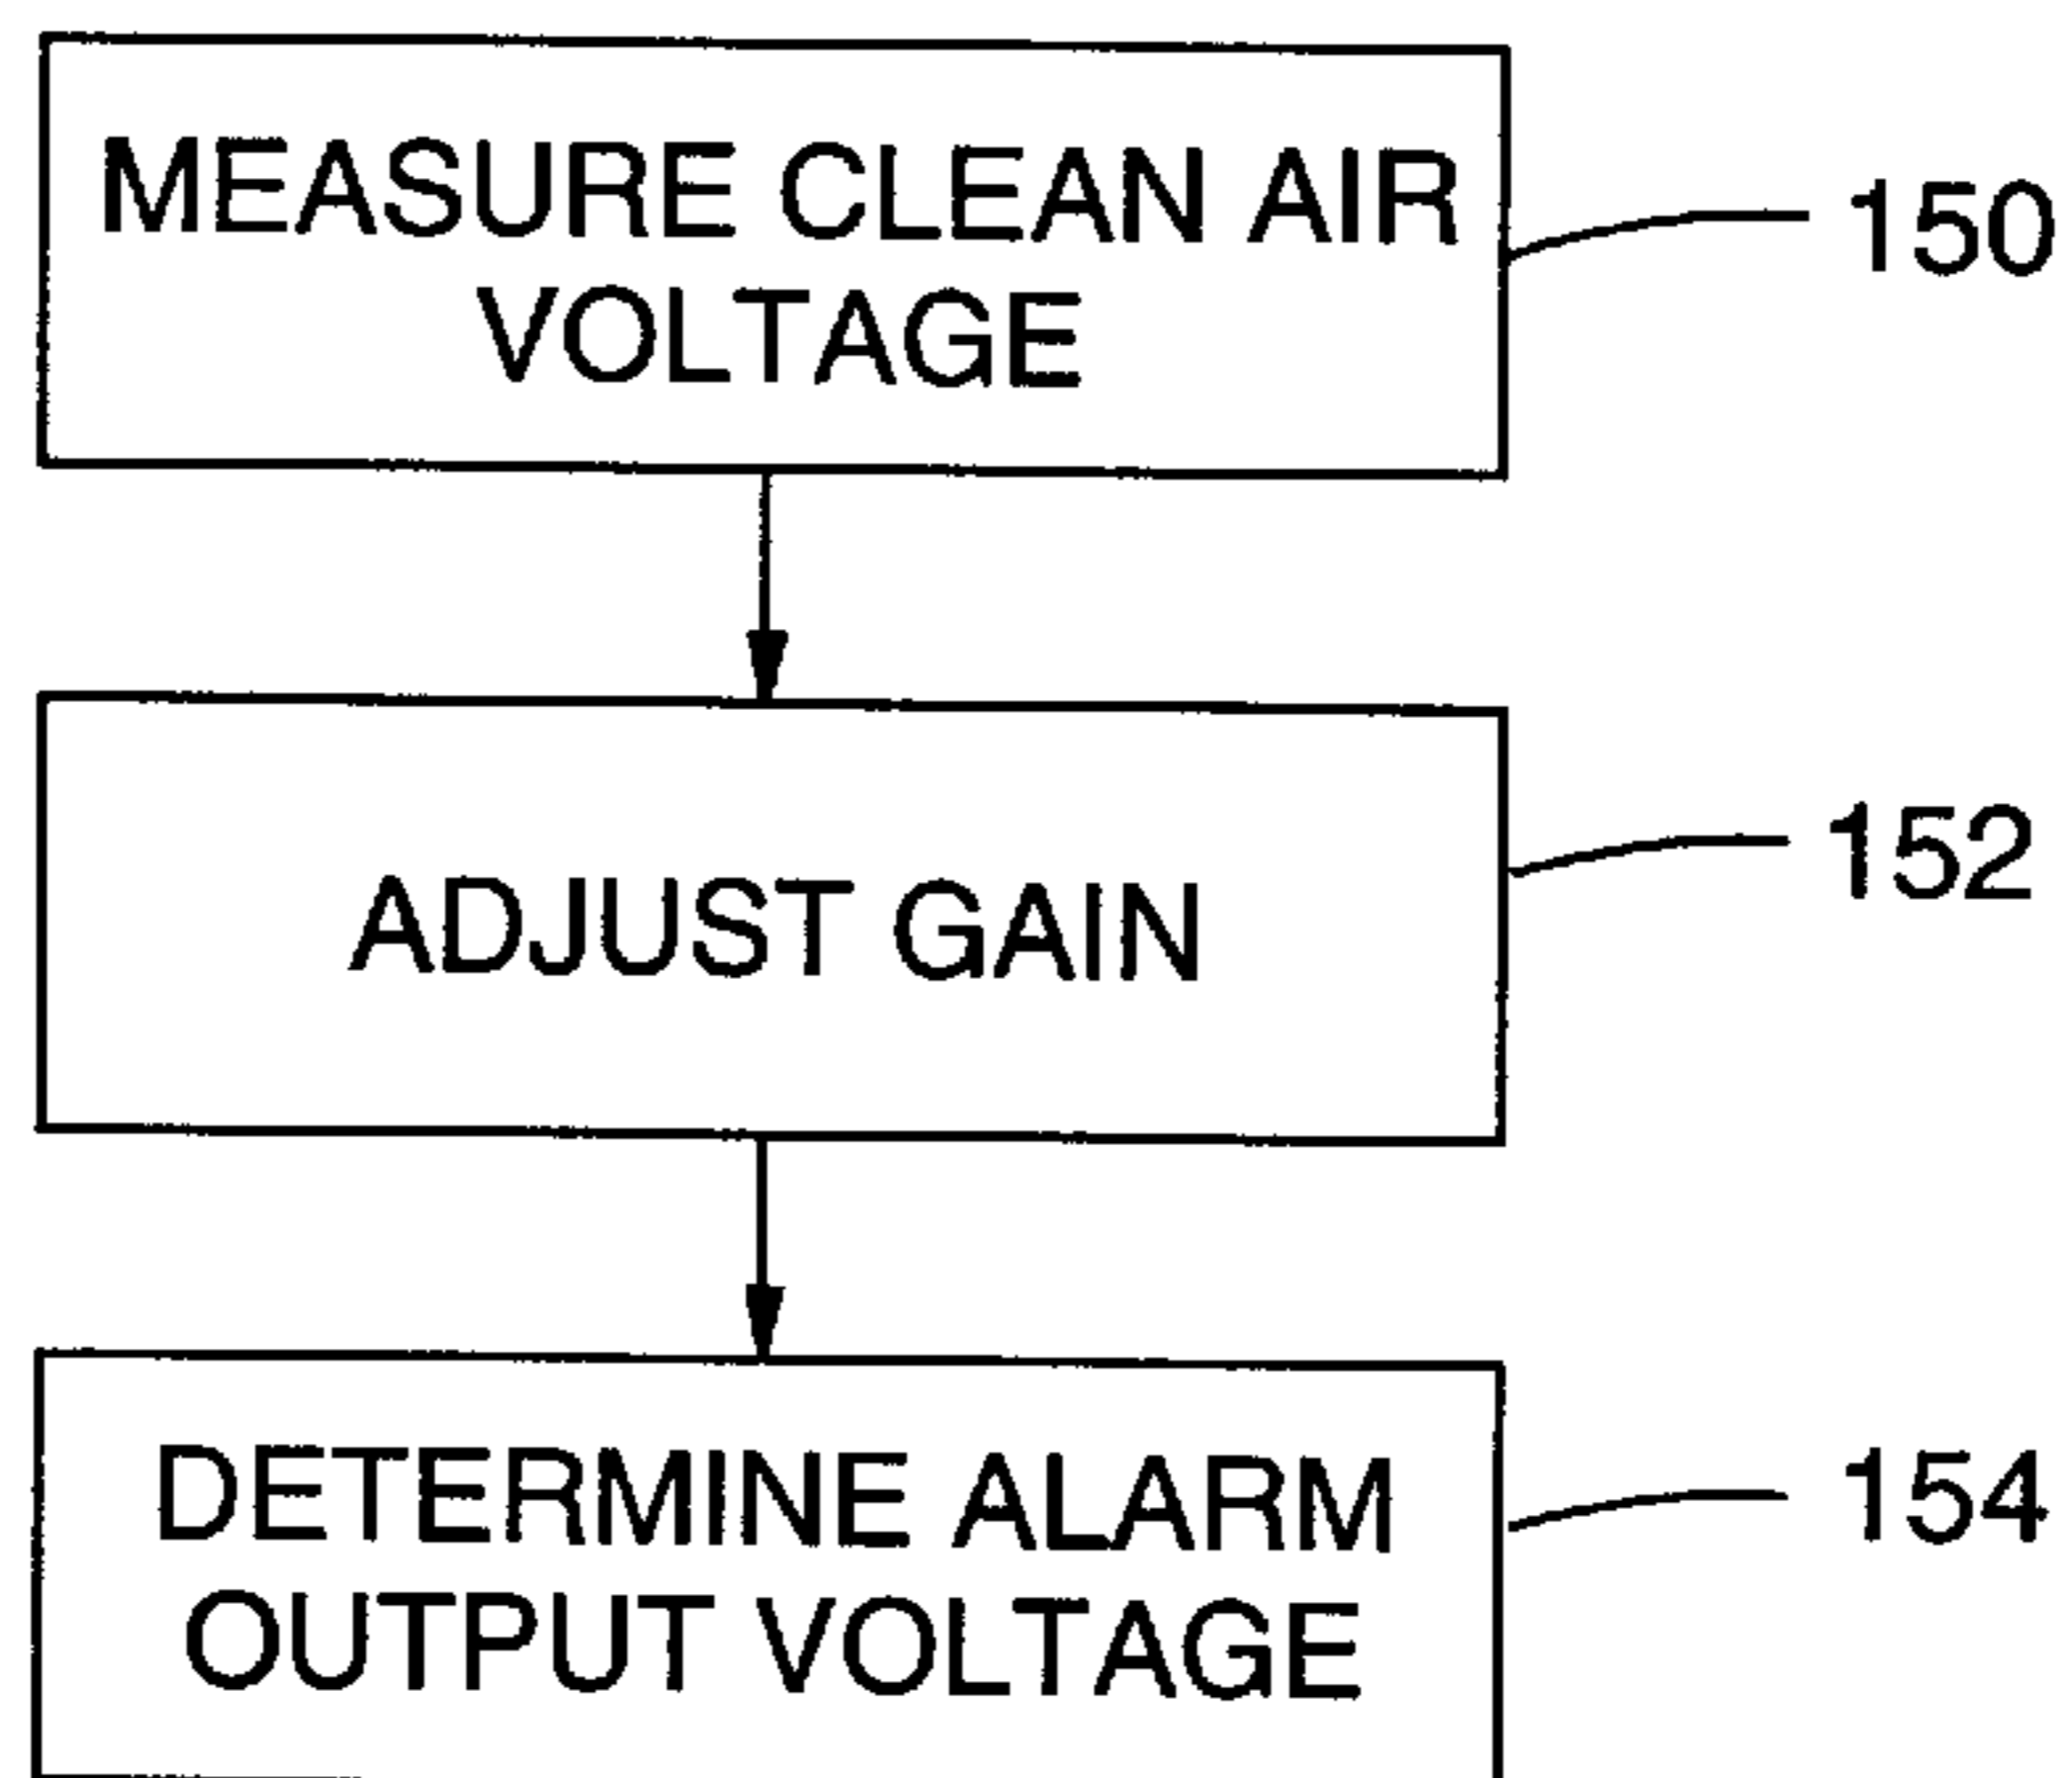 MEASURE CLEAN AIR
VOLTAGE
150
ADJUST GAIN
152
DETERMINE ALARM
OUTPUT VOLTAGE
154